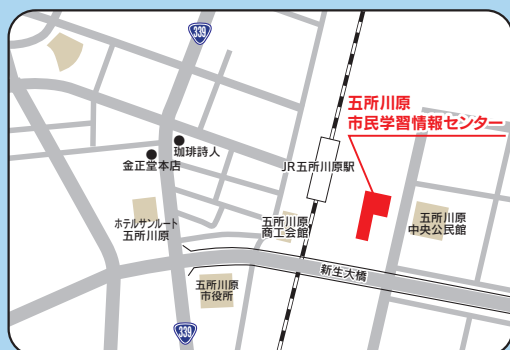 339
五所川原
市民学習情報センター
珈琲詩人
金正堂本店
JR五所川原駅
ホテルサンルート
五所川原
五所川原
商工会館
五所川原
中央公民館
新生大橋
五所川原
市役所
339